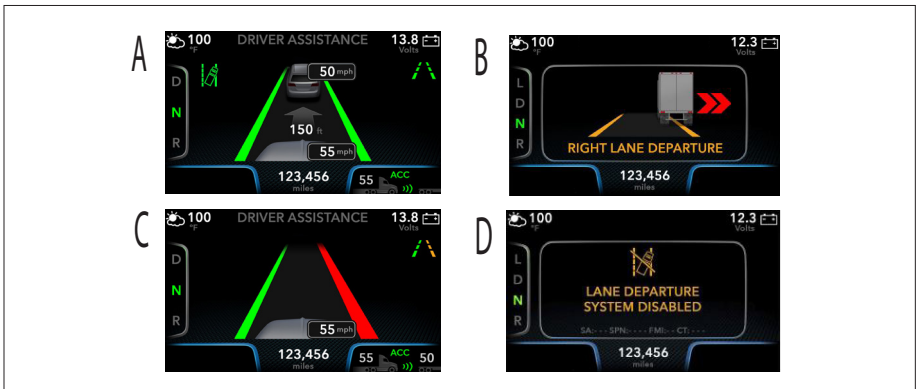 A
100
°F
DRIVER ASSISTANCE
13.8
Volts
D
N
R
50 mph
150 ft
55 mph
123,456
miles
55
ACC
B
100
°F
12.3
Volts
L
D
N
R
RIGHT LANE DEPARTURE
123,456
miles
C
100
°F
DRIVER ASSISTANCE
13.8
Volts
D
N
R
55 mph
123,456
miles
55
ACC
50
D
100
°F
12.3
Volts
L
D
N
R
LANE DEPARTURE
SYSTEM DISABLED
SA:--- SPN:---- FMI:-- CT:---
123,456
miles